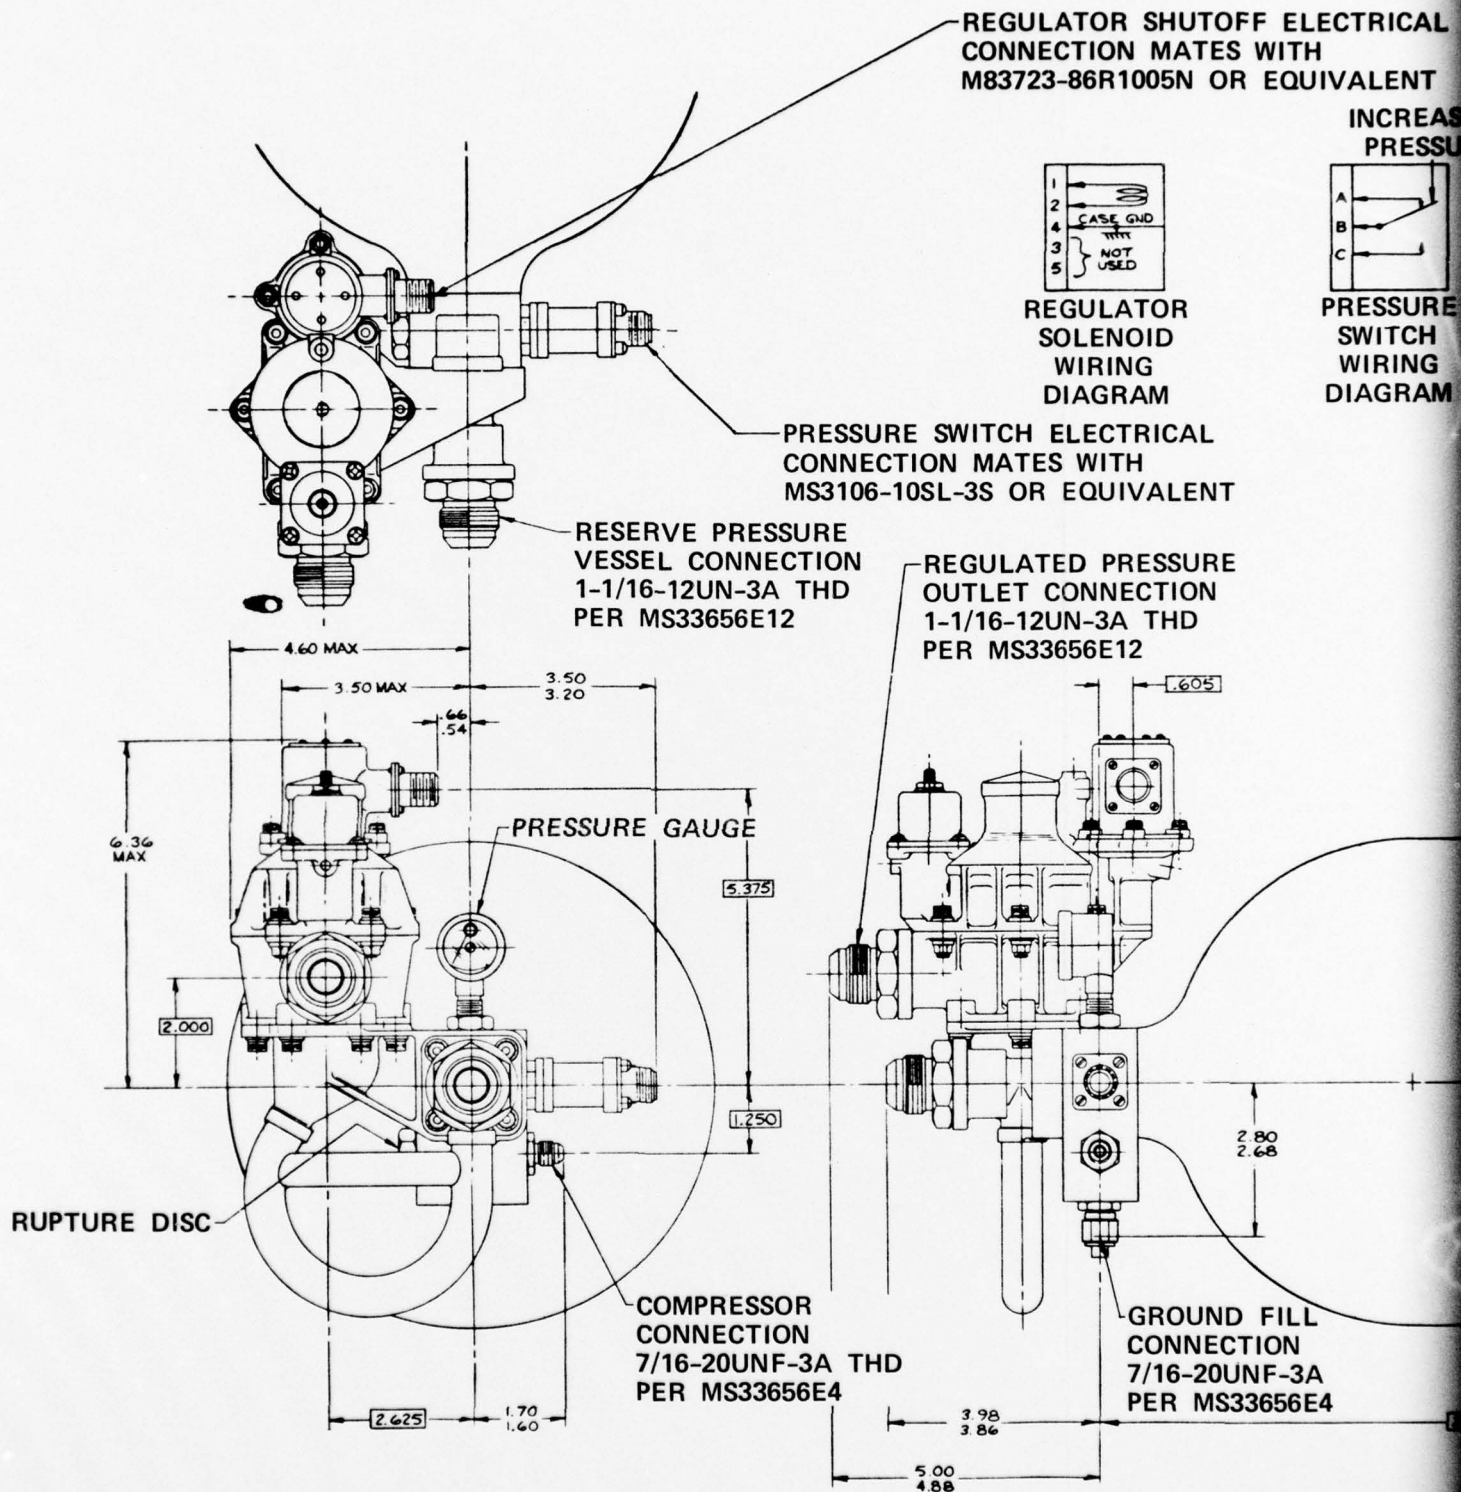 REGULATOR SHUTOFF ELECTRICAL
CONNECTION MATES WITH
M83723-86R1005N OR EQUIVALENT
INCREAS
PRESSU
1
2
CASE GND
4
3
NOT
USED
5
A
B
C
REGULATOR
SOLENOID
WIRING
DIAGRAM
PRESSURE
SWITCH
WIRING
DIAGRAM
PRESSURE SWITCH ELECTRICAL
CONNECTION MATES WITH
MS3106-10SL-3S OR EQUIVALENT
RESERVE PRESSURE
VESSEL CONNECTION
1-1/16-12UN-3A THD
PER MS33656E12
REGULATED PRESSURE
OUTLET CONNECTION
1-1/16-12UN-3A THD
PER MS33656E12
4.60 MAX
3.50 MAX
3.50
3.20
.66
.54
.605
6.36
MAX
PRESSURE GAUGE
5.375
2.000
1.250
2.80
2.68
RUPTURE DISC
COMPRESSOR
CONNECTION
7/16-20UNF-3A THD
PER MS33656E4
GROUND FILL
CONNECTION
7/16-20UNF-3A
PER MS33656E4
2.625
1.70
1.60
3.98
3.86
5.00
4.88